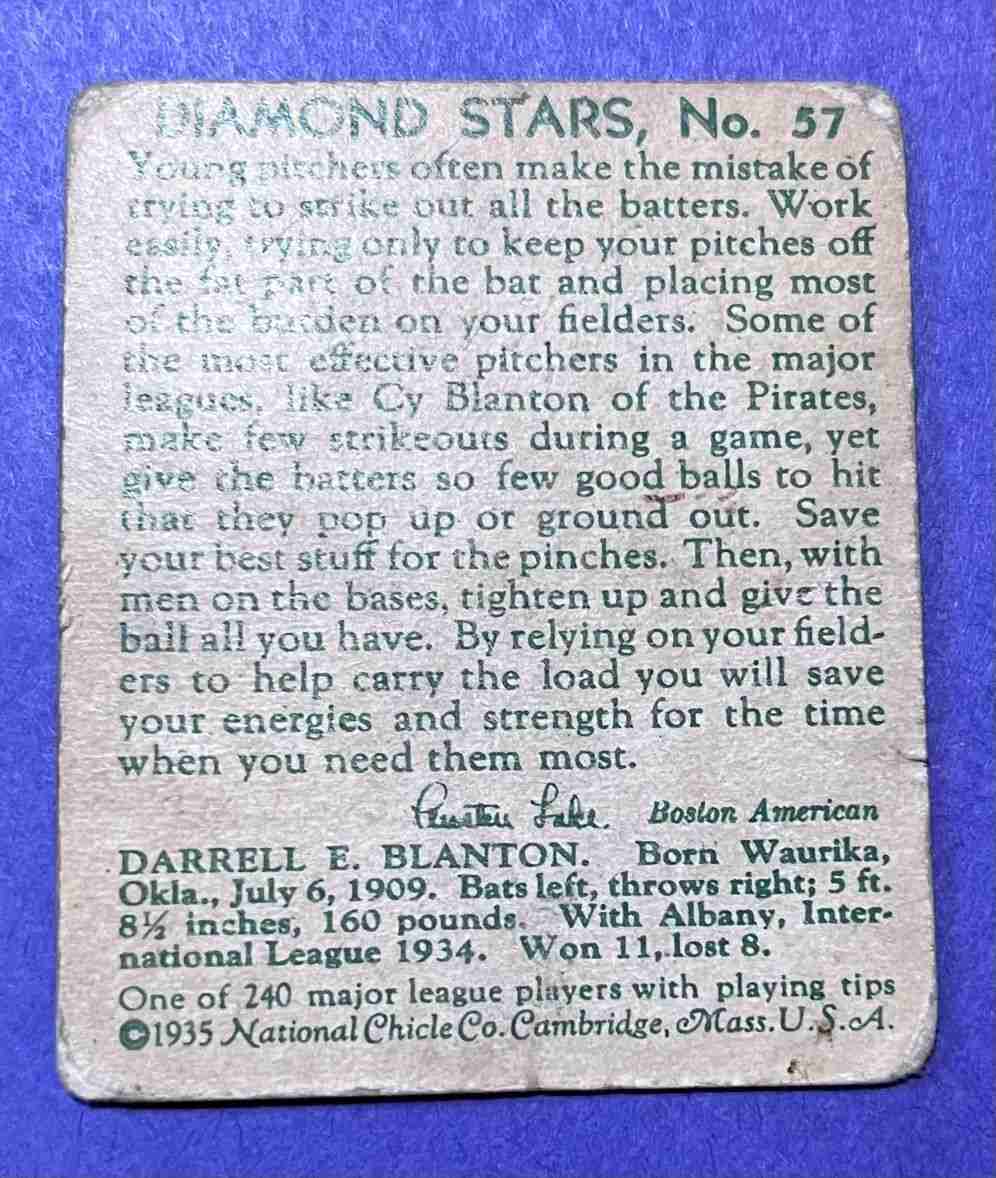 DIAMOND STARS, No. 57
Young pitchers often make the mistake of
trying to strike out all the batters. Work
easily, trying only to keep your pitches off
the fat part of the bat and placing most
of the burden on your fielders. Some of
the most effective pitchers in the major
leagues, like Cy Blanton of the Pirates,
make few strikeouts during a game, yet
give the batters so few good balls to hit
that they pop up or ground out. Save
your best stuff for the pinches. Then, with
men on the bases, tighten up and give the
ball all you have. By relying on your field-
ers to help carry the load you will save
your energies and strength for the time
when you need them most.
Austen Lake. Boston American
DARRELL E. BLANTON. Born Waurika,
Okla., July 6, 1909. Bats left, throws right; 5 ft.
8½ inches, 160 pounds. With Albany, Inter-
national League 1934. Won 11, lost 8.
One of 240 major league players with playing tips
©1935 National Chicle Co. Cambridge, Mass. U.S.A.